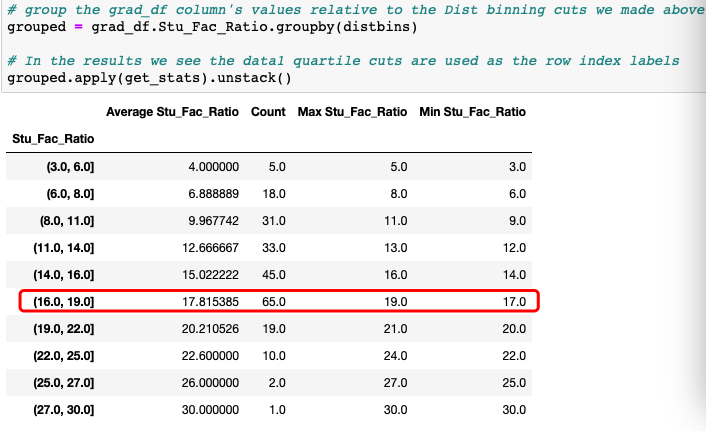 # group the grad_df column's values relative to the Dist binning cuts we made above
grouped = grad_df.Stu_Fac_Ratio.groupby(distbins)
# In the results we see the data1 quartile cuts are used as the row index labels
grouped.apply(get_stats).unstack()
Average Stu_Fac_Ratio Count Max Stu_Fac_Ratio Min Stu_Fac_Ratio
Stu_Fac_Ratio
(3.0, 6.0] 4.000000 5.0 5.0 3.0
(6.0, 8.0] 6.888889 18.0 8.0 6.0
(8.0, 11.0] 9.967742 31.0 11.0 9.0
(11.0, 14.0] 12.666667 33.0 13.0 12.0
(14.0, 16.0] 15.022222 45.0 16.0 14.0
(16.0, 19.0] 17.815385 65.0 19.0 17.0
(19.0, 22.0] 20.210526 19.0 21.0 20.0
(22.0, 25.0] 22.600000 10.0 24.0 22.0
(25.0, 27.0] 26.000000 2.0 27.0 25.0
(27.0, 30.0] 30.000000 1.0 30.0 30.0